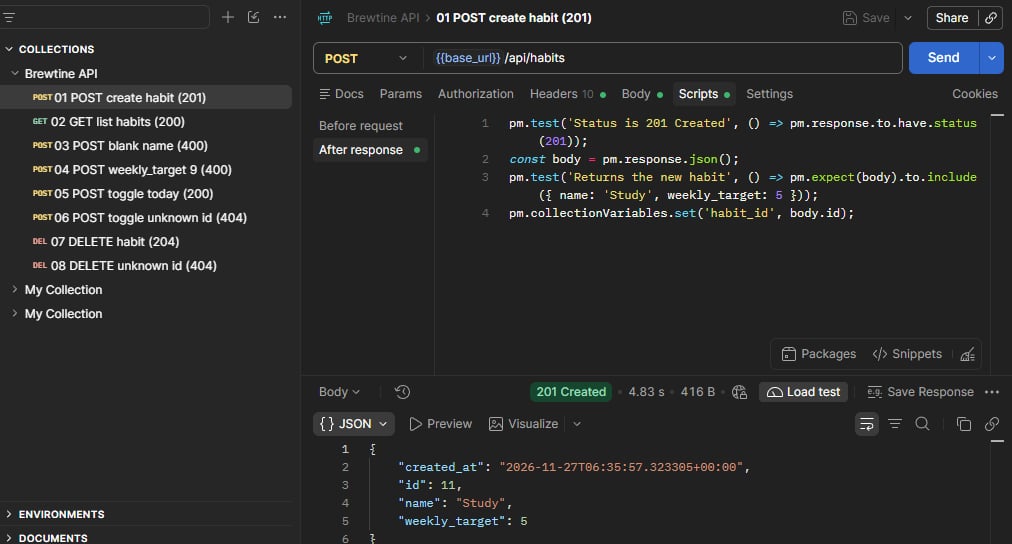 Brewtine API › 01 POST create habit (201)
Save
Share
COLLECTIONS
Brewtine API
POST 01 POST create habit (201)
GET 02 GET list habits (200)
POST 03 POST blank name (400)
POST 04 POST weekly_target 9 (400)
POST 05 POST toggle today (200)
POST 06 POST toggle unknown id (404)
DEL 07 DELETE habit (204)
DEL 08 DELETE unknown id (404)
My Collection
My Collection
ENVIRONMENTS
DOCUMENTS
HTTP
POST
{{base_url}} /api/habits
Send
Docs Params Authorization Headers 10 Body Scripts Settings Cookies
Before request
After response
1 pm.test('Status is 201 Created', () => pm.response.to.have.status
(201));
2 const body = pm.response.json();
3 pm.test('Returns the new habit', () => pm.expect(body).to.include
({ name: 'Study', weekly_target: 5 }));
4 pm.collectionVariables.set('habit_id', body.id);
Packages Snippets
Body 201 Created • 4.83 s • 416 B e.g. Load test Save Response
{} JSON Preview Visualize
1 {
2 "created_at": "2026-11-27T06:35:57.323305+00:00",
3 "id": 11,
4 "name": "Study",
5 "weekly_target": 5
6 }